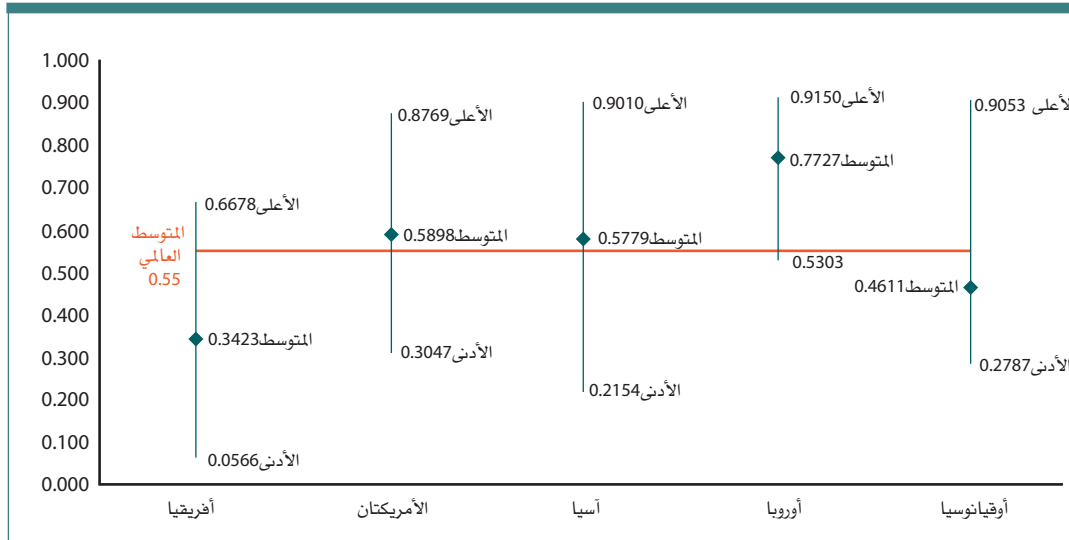 1.000
0.900
0.800
0.700
0.600
0.500
0.400
0.300
0.200
0.100
0.000
المتوسط
العالمي
0.55
الأعلى0.6678
المتوسط0.3423
الأدنى0.0566
أفريقيا
الأعلى0.8769
المتوسط0.5898
الأدنى0.3047
الأمريكتان
الأعلى0.9010
المتوسط0.5779
الأدنى0.2154
آسيا
الأعلى0.9150
المتوسط0.7727
0.5303
أوروبا
الأعلى 0.9053
المتوسط0.4611
الأدنى0.2787
أوقيانوسيا